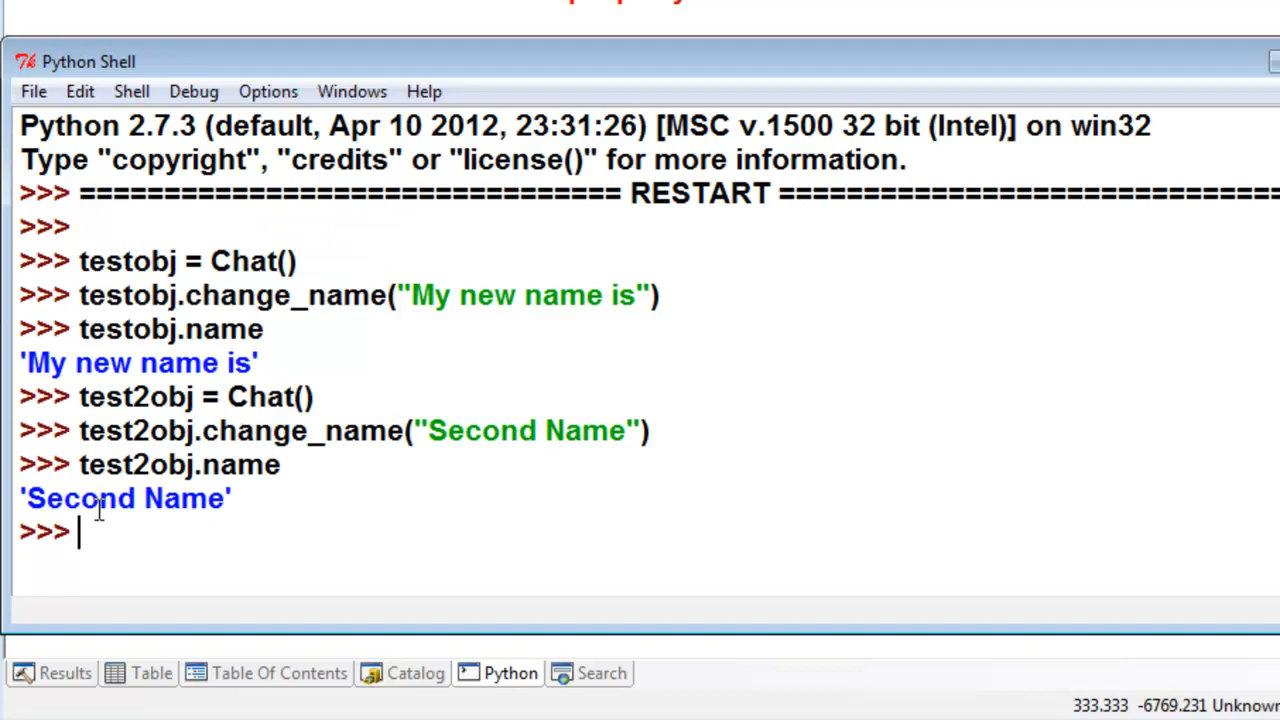 Python Shell
File Edit Shell Debug Options Windows Help
Python 2.7.3 (default, Apr 10 2012, 23:31:26) [MSC v.1500 32 bit (Intel)] on win32
Type "copyright", "credits" or "license()" for more information.
>>> ================================ RESTART ==============================
>>>
>>> testobj = Chat()
>>> testobj.change_name("My new name is")
>>> testobj.name
'My new name is'
>>> test2obj = Chat()
>>> test2obj.change_name("Second Name")
>>> test2obj.name
'Second Name'
>>>
Results Table Table Of Contents Catalog Python Search
333.333 -6769.231 Unknown